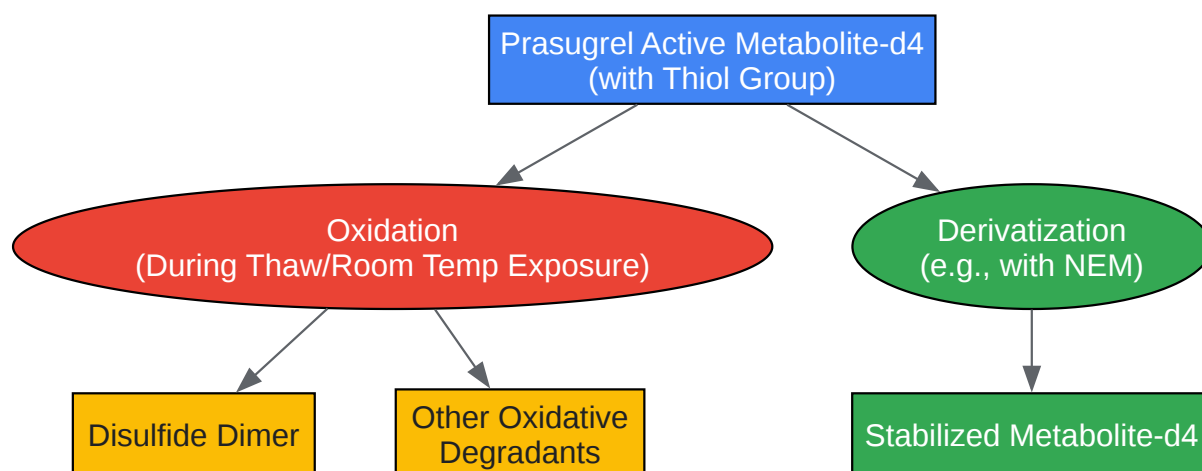 Prasugrel Active Metabolite-d4
(with Thiol Group)
Oxidation
(During Thaw/Room Temp Exposure)
Derivatization
(e.g., with NEM)
Disulfide Dimer
Other Oxidative
Degradants
Stabilized Metabolite-d4